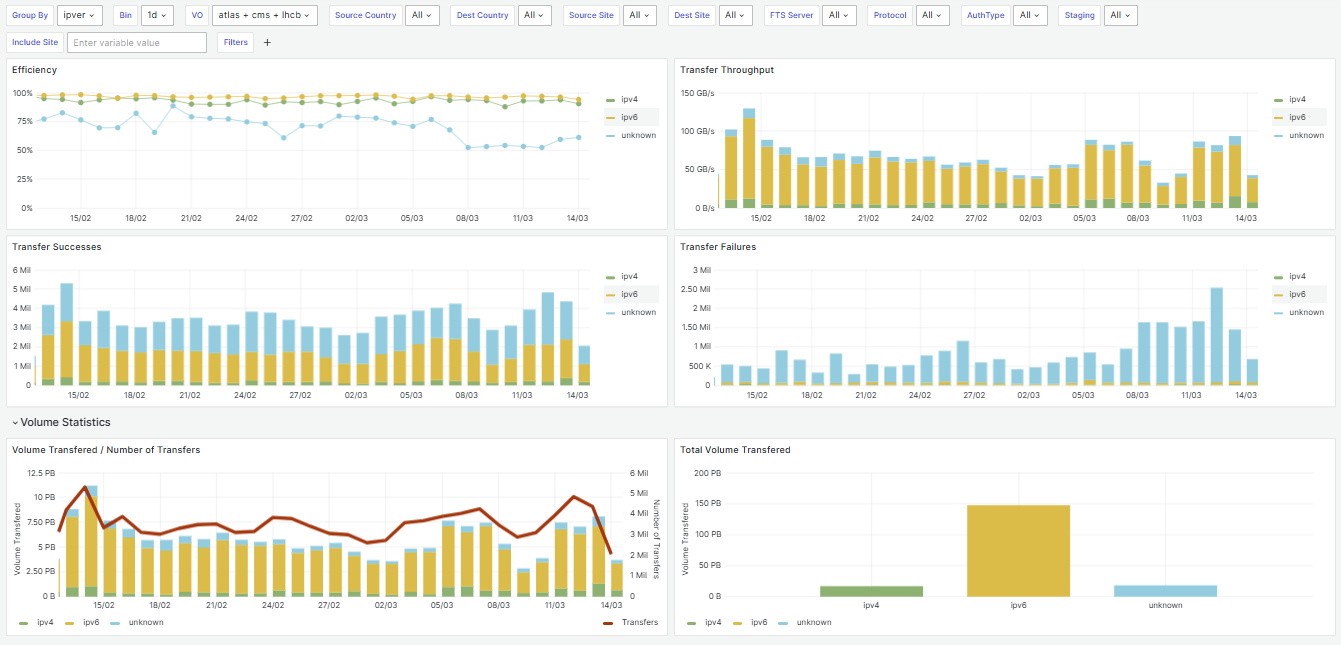 Group By ipver Bin 1d VO atlas + cms + lhcb Source Country All Dest Country All Source Site All Dest Site All FTS Server All Protocol All AuthType All Staging All
Include Site Enter variable value Filters +
Efficiency
100%
75%
50%
25%
0%
15/02 18/02 21/02 24/02 27/02 02/03 05/03 08/03 11/03 14/03
ipv4
ipv6
unknown
Transfer Throughput
150 GB/s
100 GB/s
50 GB/s
0 B/s
15/02 18/02 21/02 24/02 27/02 02/03 05/03 08/03 11/03 14/03
ipv4
ipv6
unknown
Transfer Successes
6 Mil
5 Mil
4 Mil
3 Mil
2 Mil
1 Mil
0
15/02 18/02 21/02 24/02 27/02 02/03 05/03 08/03 11/03 14/03
ipv4
ipv6
unknown
Transfer Failures
3 Mil
2.50 Mil
2 Mil
1.50 Mil
1 Mil
500 K
0
15/02 18/02 21/02 24/02 27/02 02/03 05/03 08/03 11/03 14/03
ipv4
ipv6
unknown
Volume Statistics
Volume Transfered / Number of Transfers
Volume Transfered
12.5 PB
10 PB
7.50 PB
5 PB
2.50 PB
0 B
15/02 18/02 21/02 24/02 27/02 02/03 05/03 08/03 11/03 14/03
6 Mil
5 Mil
4 Mil
3 Mil
2 Mil
1 Mil
0
Number of Transfers
ipv4 ipv6 unknown Transfers
Total Volume Transfered
Volume Transfered
200 PB
150 PB
100 PB
50 PB
0 B
ipv4 ipv6 unknown
ipv4 ipv6 unknown